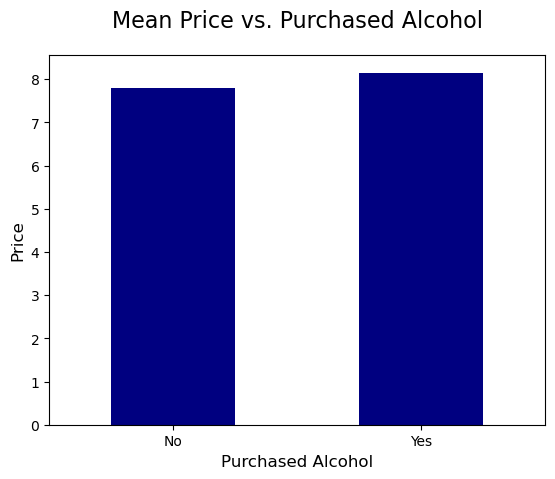 Mean Price vs. Purchased Alcohol
8
7
6
5
4
3
2
1
0
Price
No Yes
Purchased Alcohol